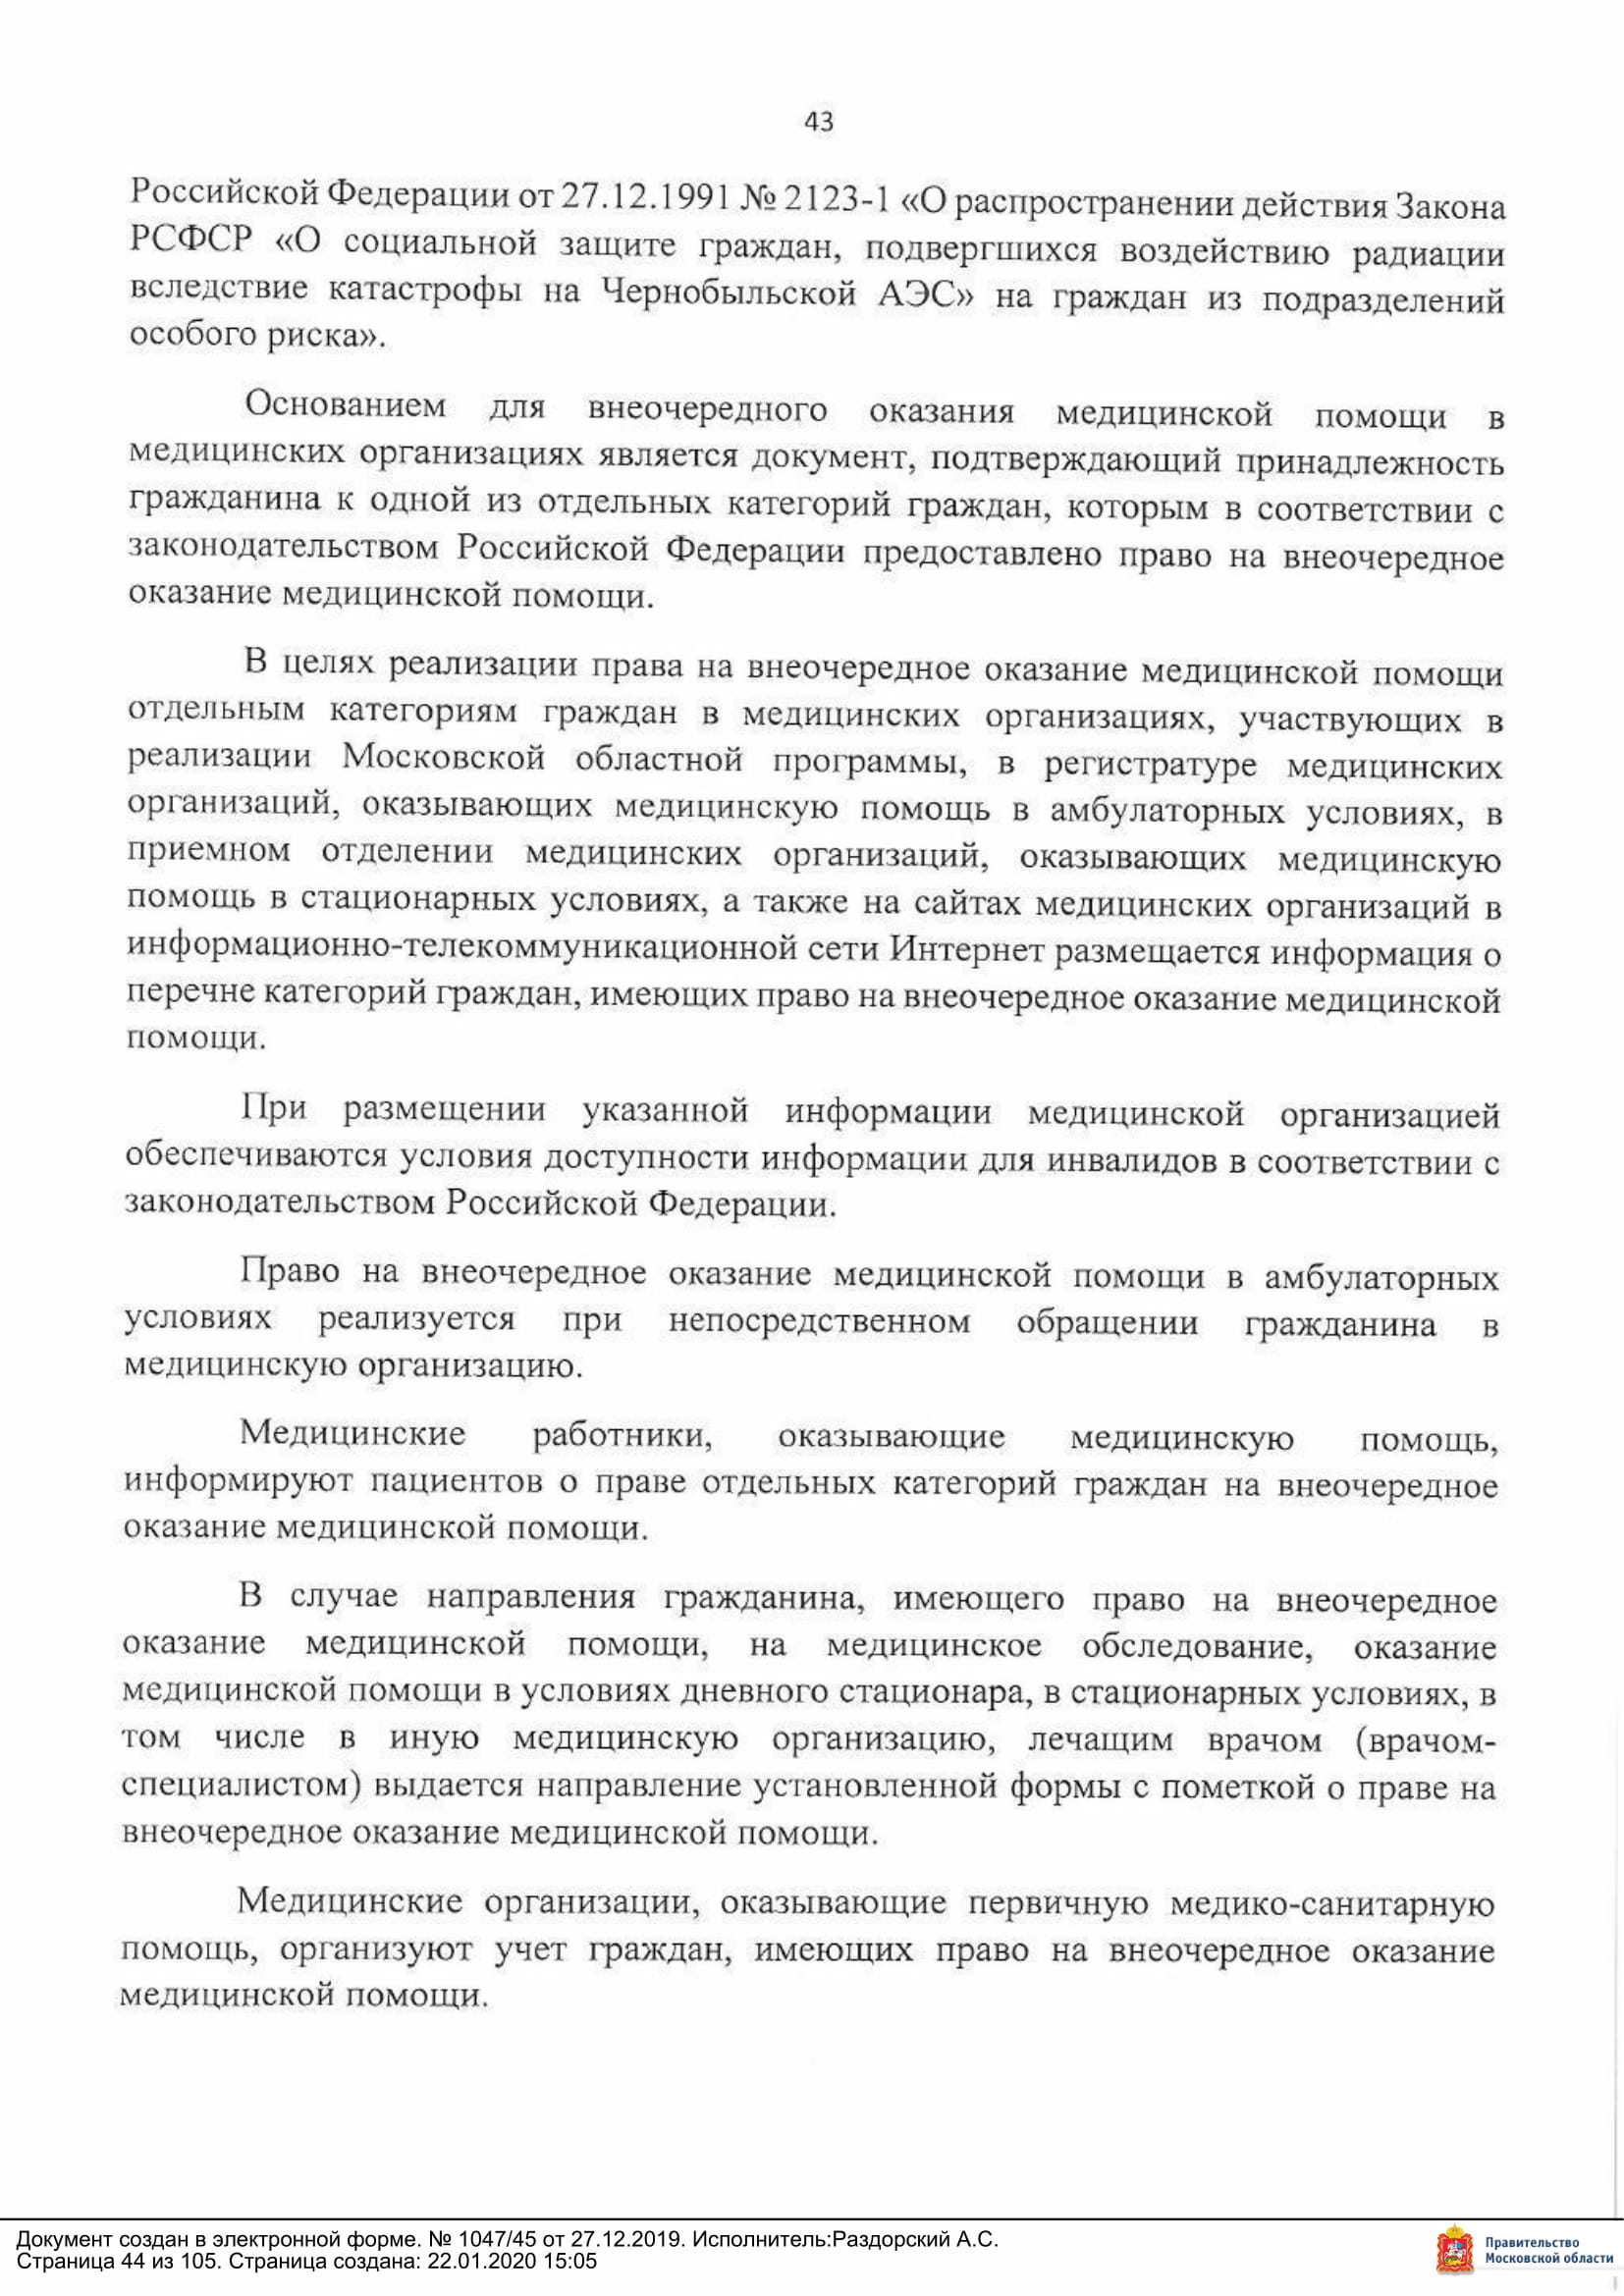 43
Российской Федерации от 27.12.1991 № 2123-1 «О распространении действия Закона
РСФСР «О социальной защите граждан, подвергшихся воздействию радиации
вследствие катастрофы на Чернобыльской АЭС» на граждан из подразделений
особого риска».
Основанием для внеочередного оказания медицинской помощи в
медицинских организациях является документ, подтверждающий принадлежность
гражданина к одной из отдельных категорий граждан, которым в соответствии с
законодательством Российской Федерации предоставлено право на внеочередное
оказание медицинской помощи.
В целях реализации права на внеочередное оказание медицинской помощи
отдельным категориям граждан в медицинских организациях, участвующих в
реализации Московской областной программы, в регистратуре медицинских
организаций, оказывающих медицинскую помощь в амбулаторных условиях, в
приемном отделении медицинских организаций, оказывающих медицинскую
помощь в стационарных условиях, а также на сайтах медицинских организаций в
информационно-телекоммуникационной сети Интернет размещается информация о
перечне категорий граждан, имеющих право на внеочередное оказание медицинской
помощи.
При размещении указанной информации медицинской организацией
обеспечиваются условия доступности информации для инвалидов в соответствии с
законодательством Российской Федерации.
Право на внеочередное оказание медицинской помощи в амбулаторных
условиях реализуется при непосредственном обращении гражданина в
медицинскую организацию.
Медицинские работники, оказывающие медицинскую помощь,
информируют пациентов о праве отдельных категорий граждан на внеочередное
оказание медицинской помощи.
В случае направления гражданина, имеющего право на внеочередное
оказание медицинской помощи, на медицинское обследование, оказание
медицинской помощи в условиях дневного стационара, в стационарных условиях, в
том числе в иную медицинскую организацию, лечащим врачом (врачом-
специалистом) выдается направление установленной формы с пометкой о праве на
внеочередное оказание медицинской помощи.
Медицинские организации, оказывающие первичную медико-санитарную
помощь, организуют учет граждан, имеющих право на внеочередное оказание
медицинской помощи.
Документ создан в электронной форме. № 1047/45 от 27.12.2019. Исполнитель:Раздорский А.С.
Страница 44 из 105. Страница создана: 22.01.2020 15:05
Правительство
Московской области